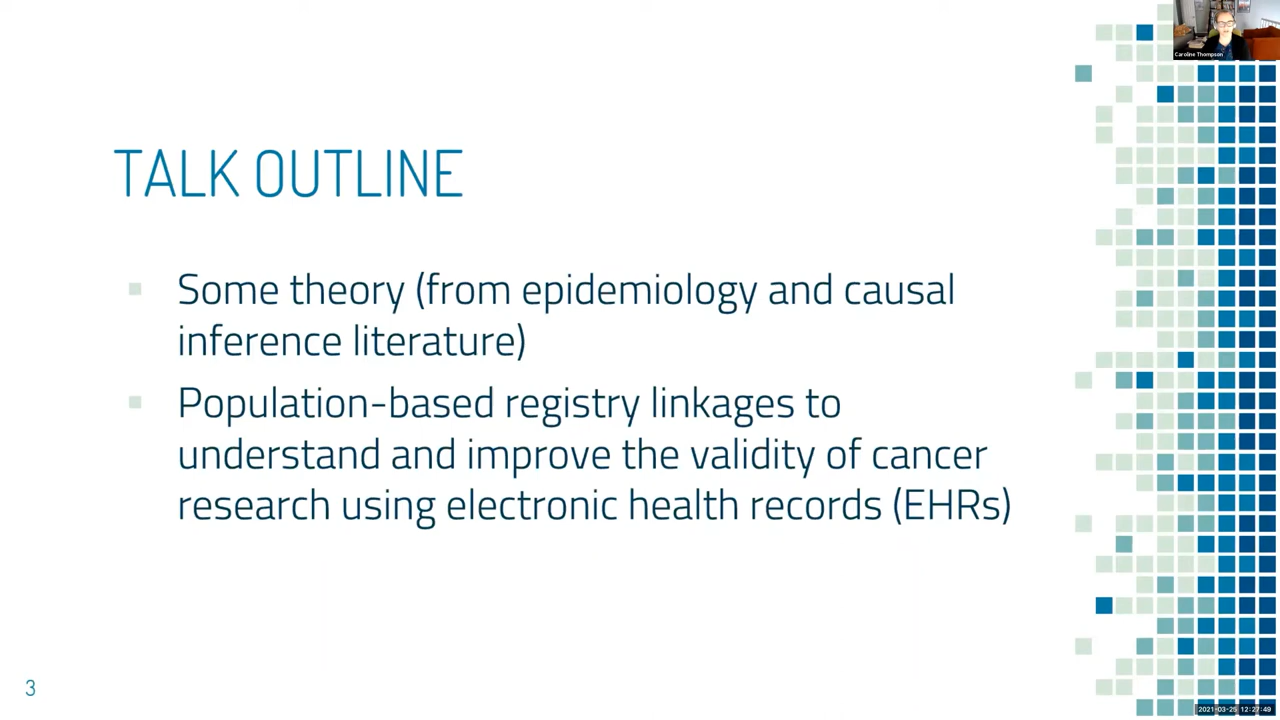 Caroline Thompson
TALK OUTLINE
Some theory (from epidemiology and causal
inference literature)
Population-based registry linkages to
understand and improve the validity of cancer
research using electronic health records (EHRs)
3
2021-03-25 12:27:49